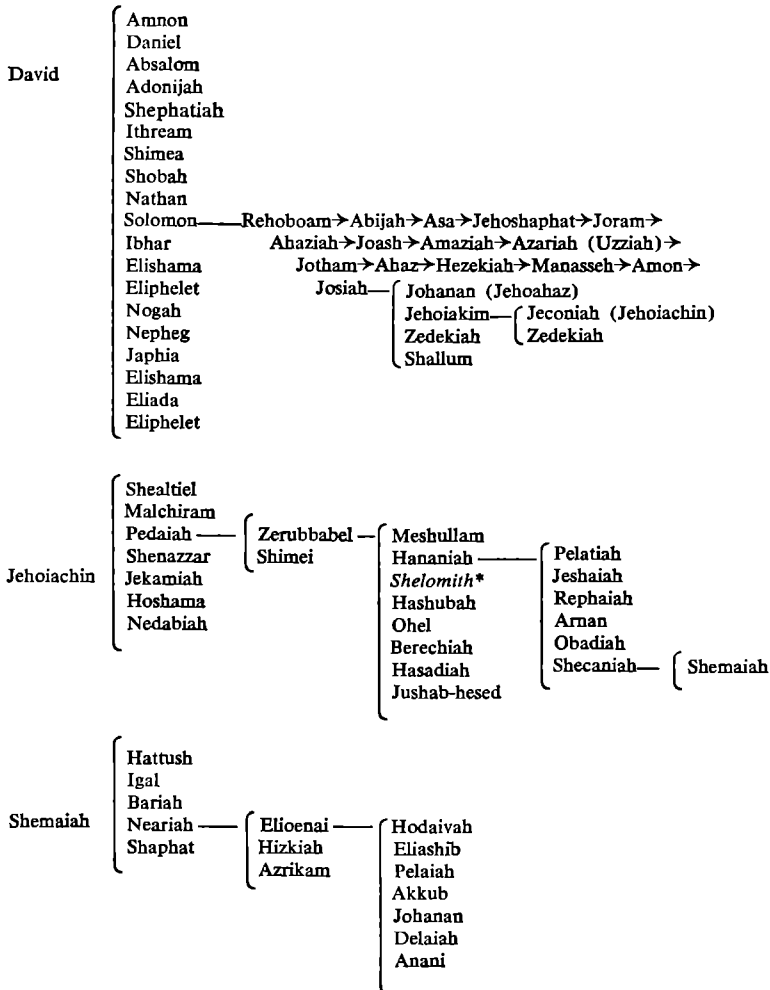 Amnon
Daniel
Absalom
David
Adonijah
Shephatiah
Ithream
Shimea
Shobah
Nathan
Solomon—Rehoboam→Abijah→Asa→Jehoshaphat→Joram→
Ibhar Ahaziah→Joash→Amaziah→Azariah (Uzziah)→
Elishama Jotham→Ahaz→Hezekiah→Manasseh→Amon→
Eliphelet Josiah— Johanan (Jehoahaz)
Nogah Jehoiakim— Jeconiah (Jehoiachin)
Nepheg Zedekiah Zedekiah
Japhia Shallum
Elishama
Eliada
Eliphelet
Shealtiel
Malchiram
Pedaiah — Zerubbabel — Meshullam
Shenazzar Shimei Hananiah — Pelatiah
Jehoiachin Jekamiah Shelomith* Jeshaiah
Hoshama Hashubah Rephaiah
Nedabiah Ohel Arnan
Berechiah Obadiah
Hasadiah Shecaniah— Shemaiah
Jushab-hesed
Hattush
Igal
Bariah
Shemaiah Neariah — Elioenai — Hodaivah
Shaphat Hizkiah Eliashib
Azrikam Pelaiah
Akkub
Johanan
Delaiah
Anani